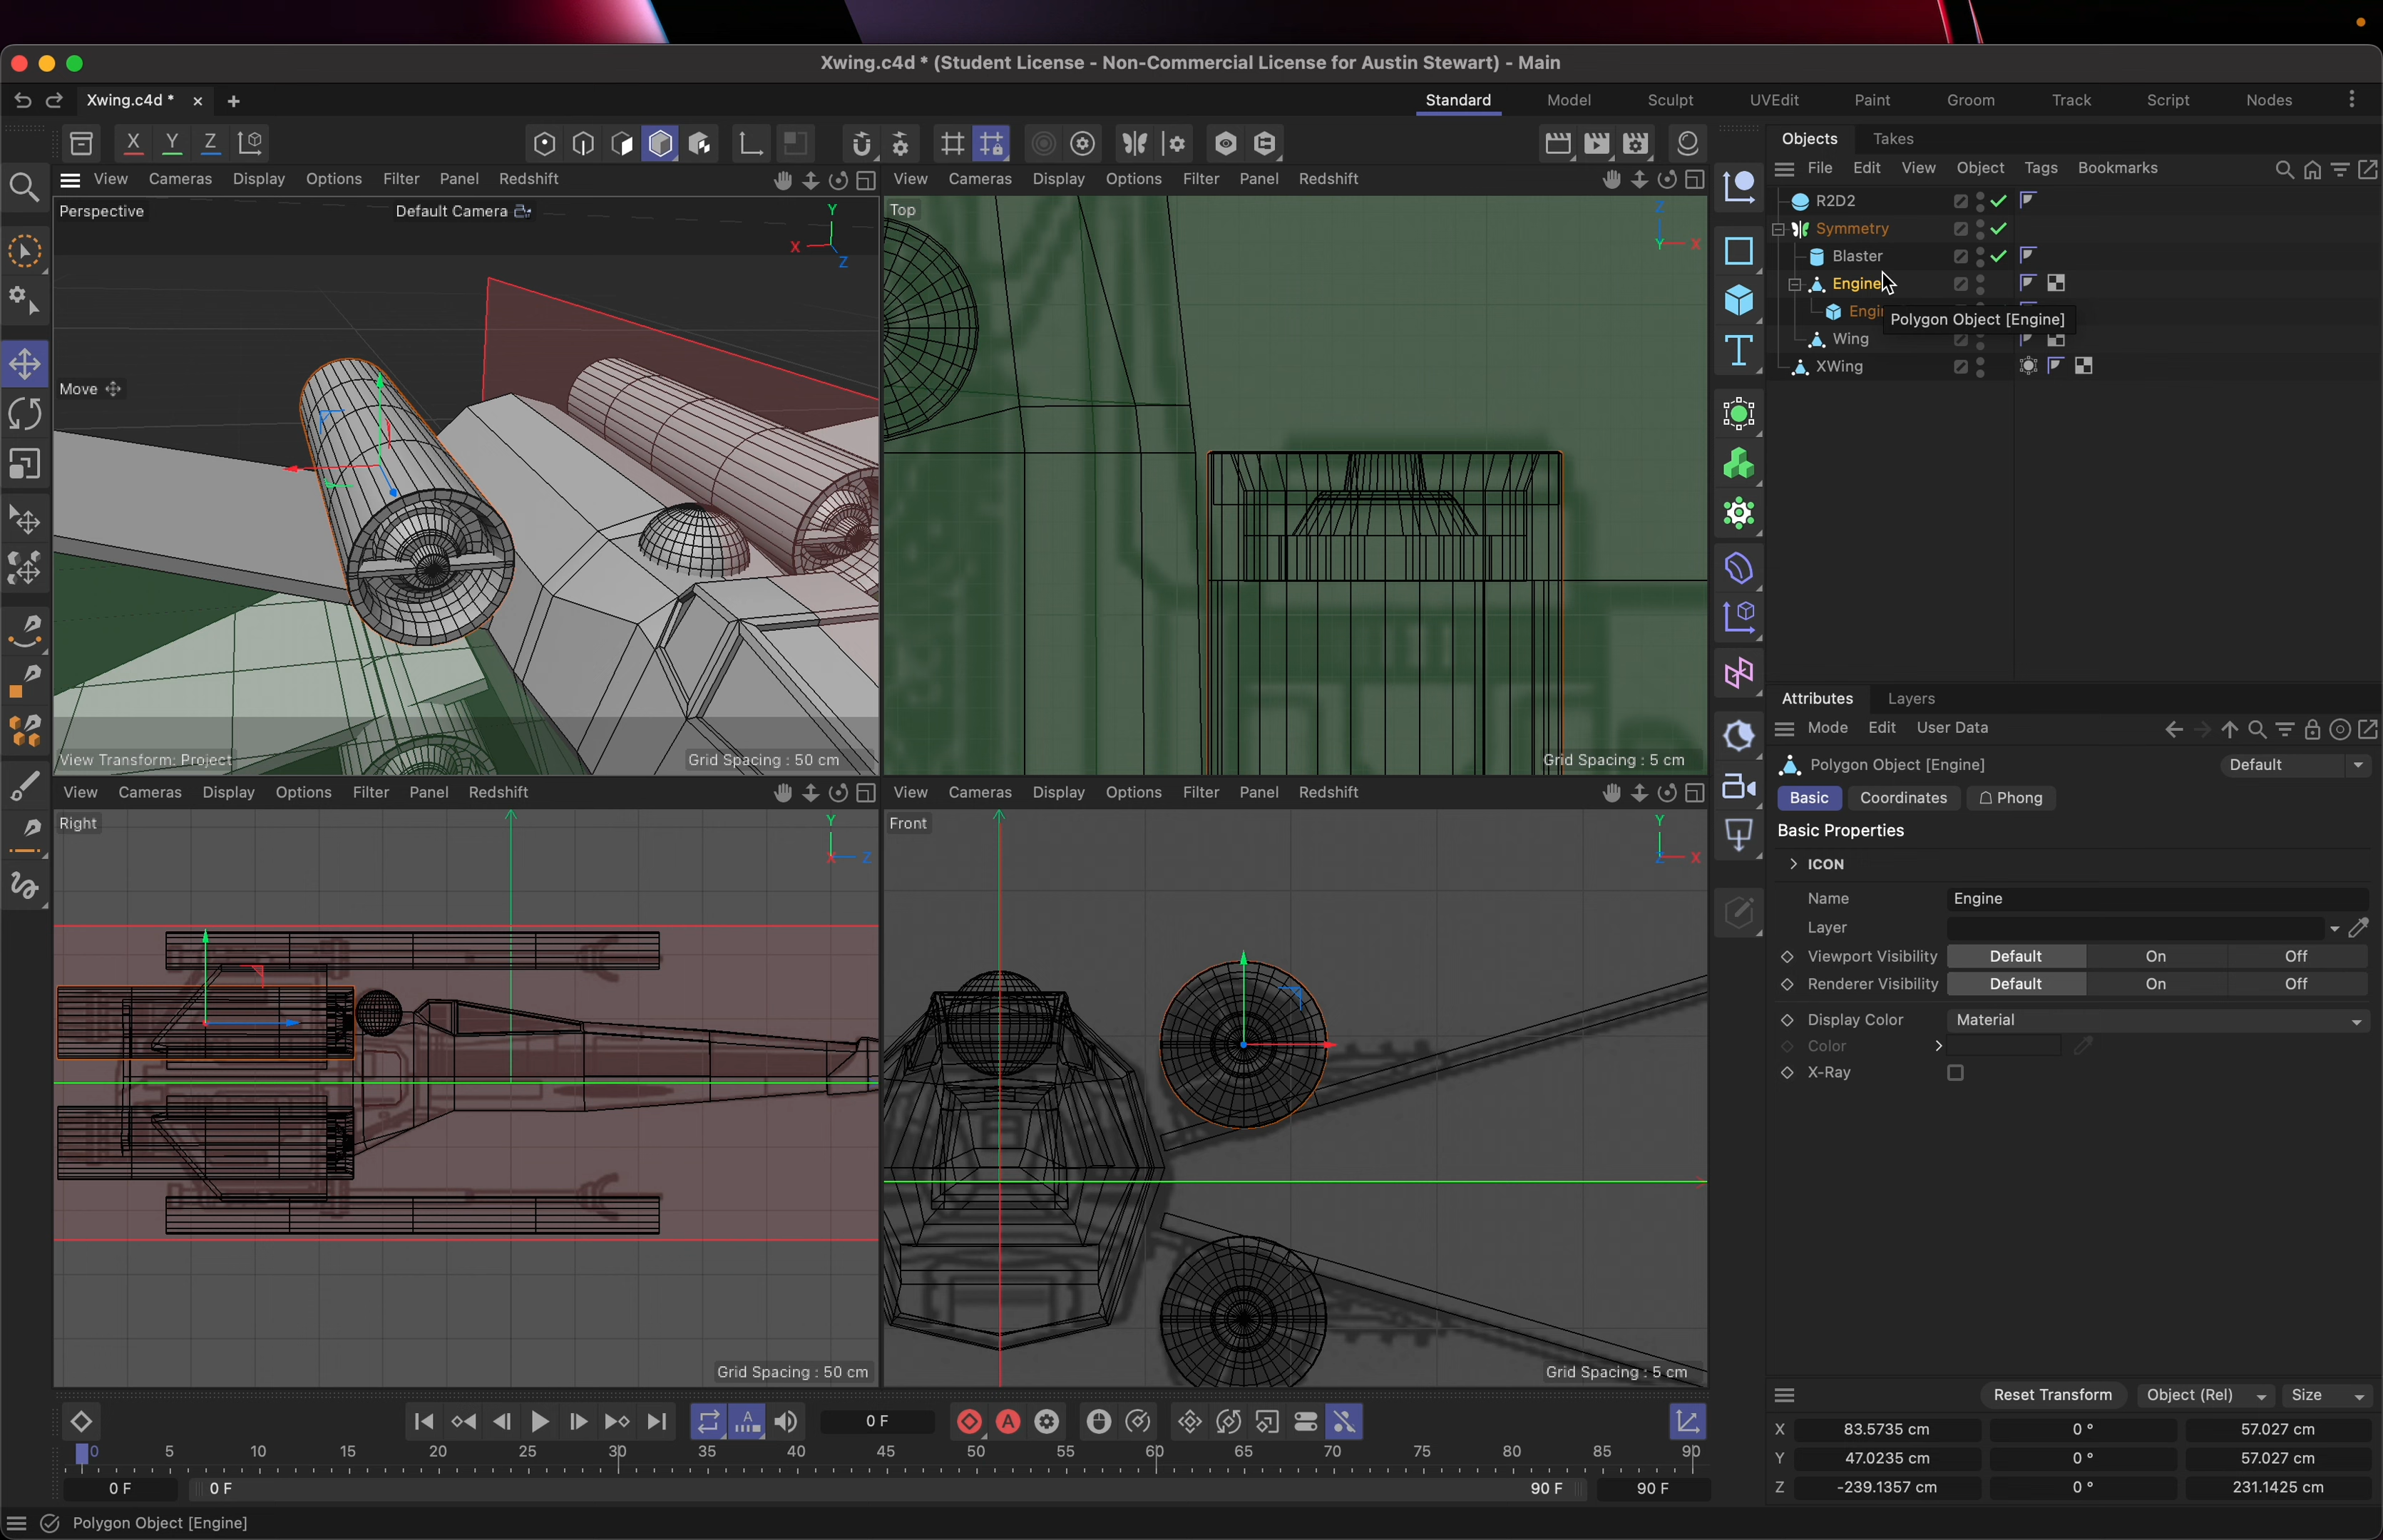 Xwing.c4d * (Student License - Non-Commercial License for Austin Stewart) - Main
Xwing.c4d *
Standard Model Sculpt UVEdit Paint Groom Track Script Nodes
X Y Z
Objects Takes
File Edit View Object Tags Bookmarks
View Cameras Display Options Filter Panel Redshift
View Cameras Display Options Filter Panel Redshift
Perspective
Default Camera
Y
X
Z
Move
View Transform: Project
Grid Spacing : 50 cm
Top
Z
Y X
Grid Spacing : 5 cm
R2D2
Symmetry
Blaster
Engine
Engi
Polygon Object [Engine]
Wing
XWing
Attributes Layers
Mode Edit User Data
Polygon Object [Engine]
Default
Basic Coordinates Phong
Basic Properties
ICON
Name Engine
Layer
Viewport Visibility Default On Off
Renderer Visibility Default On Off
Display Color Material
Color
X-Ray
View Cameras Display Options Filter Panel Redshift
View Cameras Display Options Filter Panel Redshift
Right
Y
X Z
Grid Spacing : 50 cm
Front
Y
Z X
Grid Spacing : 5 cm
Reset Transform Object (Rel) Size
X 83.5735 cm 0 ° 57.027 cm
Y 47.0235 cm 0 ° 57.027 cm
Z -239.1357 cm 0 ° 231.1425 cm
A
0 F
A
0 5 10 15 20 25 30 35 40 45 50 55 60 65 70 75 80 85 90
0 F 0 F 90 F 90 F
Polygon Object [Engine]